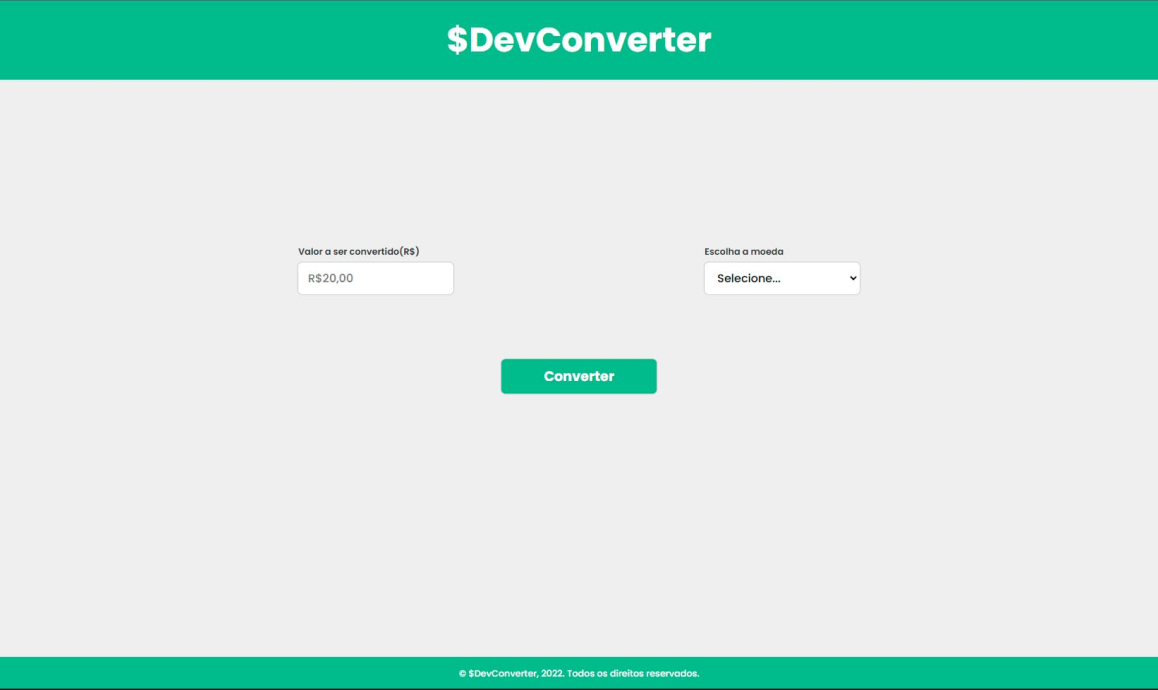 $DevConverter
Valor a ser convertido(R$)
Escolha a moeda
R$20,00
Selecione...
Converter
© $DevConverter, 2022. Todos os direitos reservados.